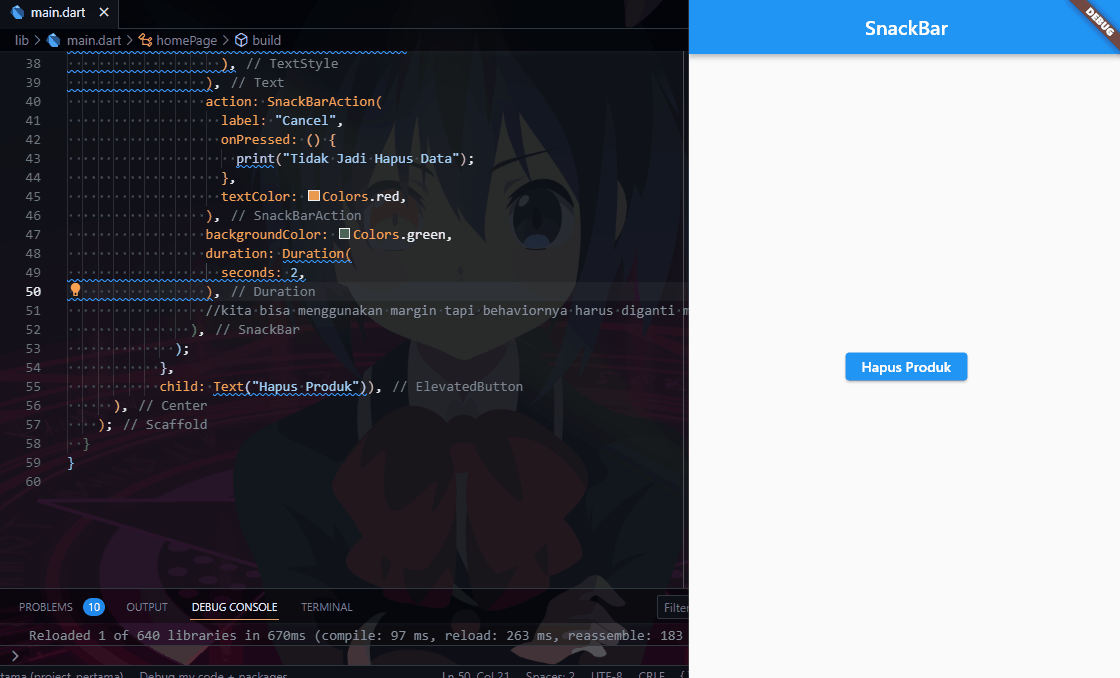 main.dart
lib > main.dart > homePage > build
38 ), // TextStyle
39 ), // Text
40 action: SnackBarAction(
41 label: "Cancel",
42 onPressed: () {
43 print("Tidak Jadi Hapus Data");
44 },
45 textColor: Colors.red,
46 ), // SnackBarAction
47 backgroundColor: Colors.green,
48 duration: Duration(
49 seconds: 2,
50 ), // Duration
51 //kita bisa menggunakan margin tapi behaviornya harus diganti m
52 ), // SnackBar
53 );
54 },
55 child: Text("Hapus Produk")), // ElevatedButton
56 ), // Center
57 ); // Scaffold
58 }
59 }
60
PROBLEMS 10 OUTPUT DEBUG CONSOLE TERMINAL Filter
Reloaded 1 of 640 libraries in 670ms (compile: 97 ms, reload: 263 ms, reassemble: 183
>
tama (project_pertama) Debug my code + packages Ln 50, Col 21 Spaces: 2 UTF-8 CRLF {
SnackBar
DEBUG
Hapus Produk